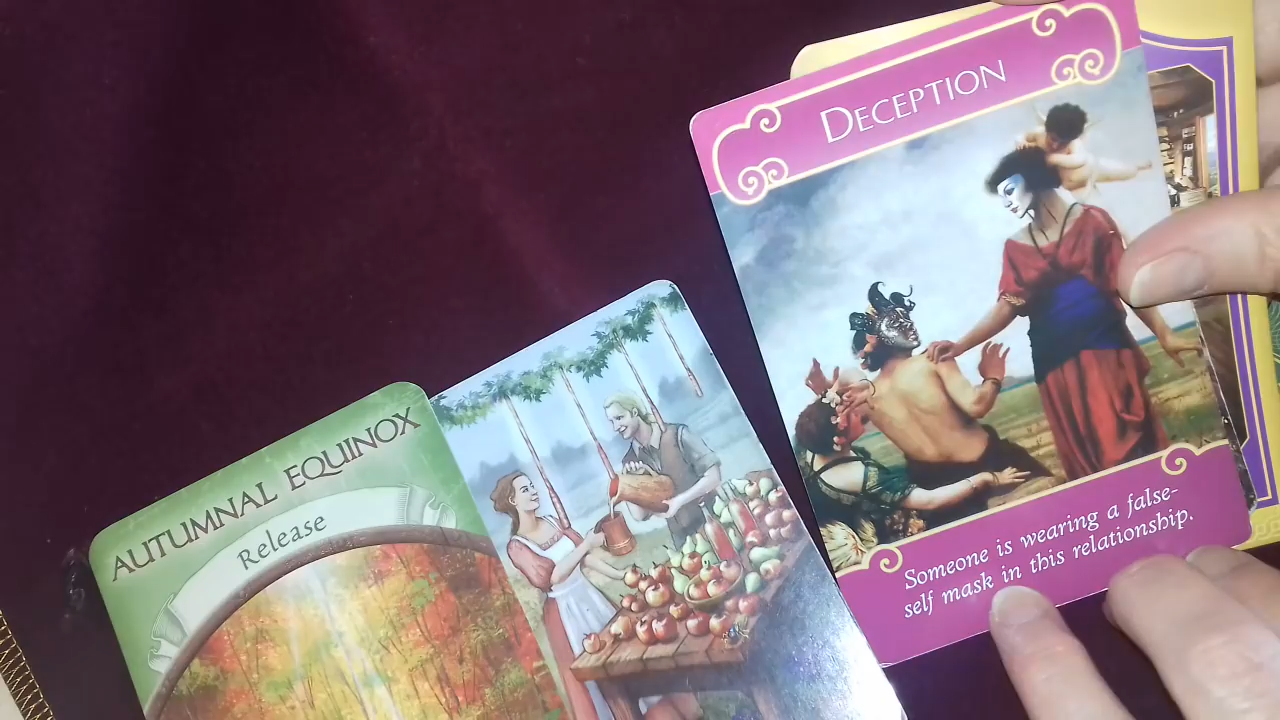 AUTUMNAL EQUINOX
Release
DECEPTION
Someone is wearing a false-
self mask in this relationship.